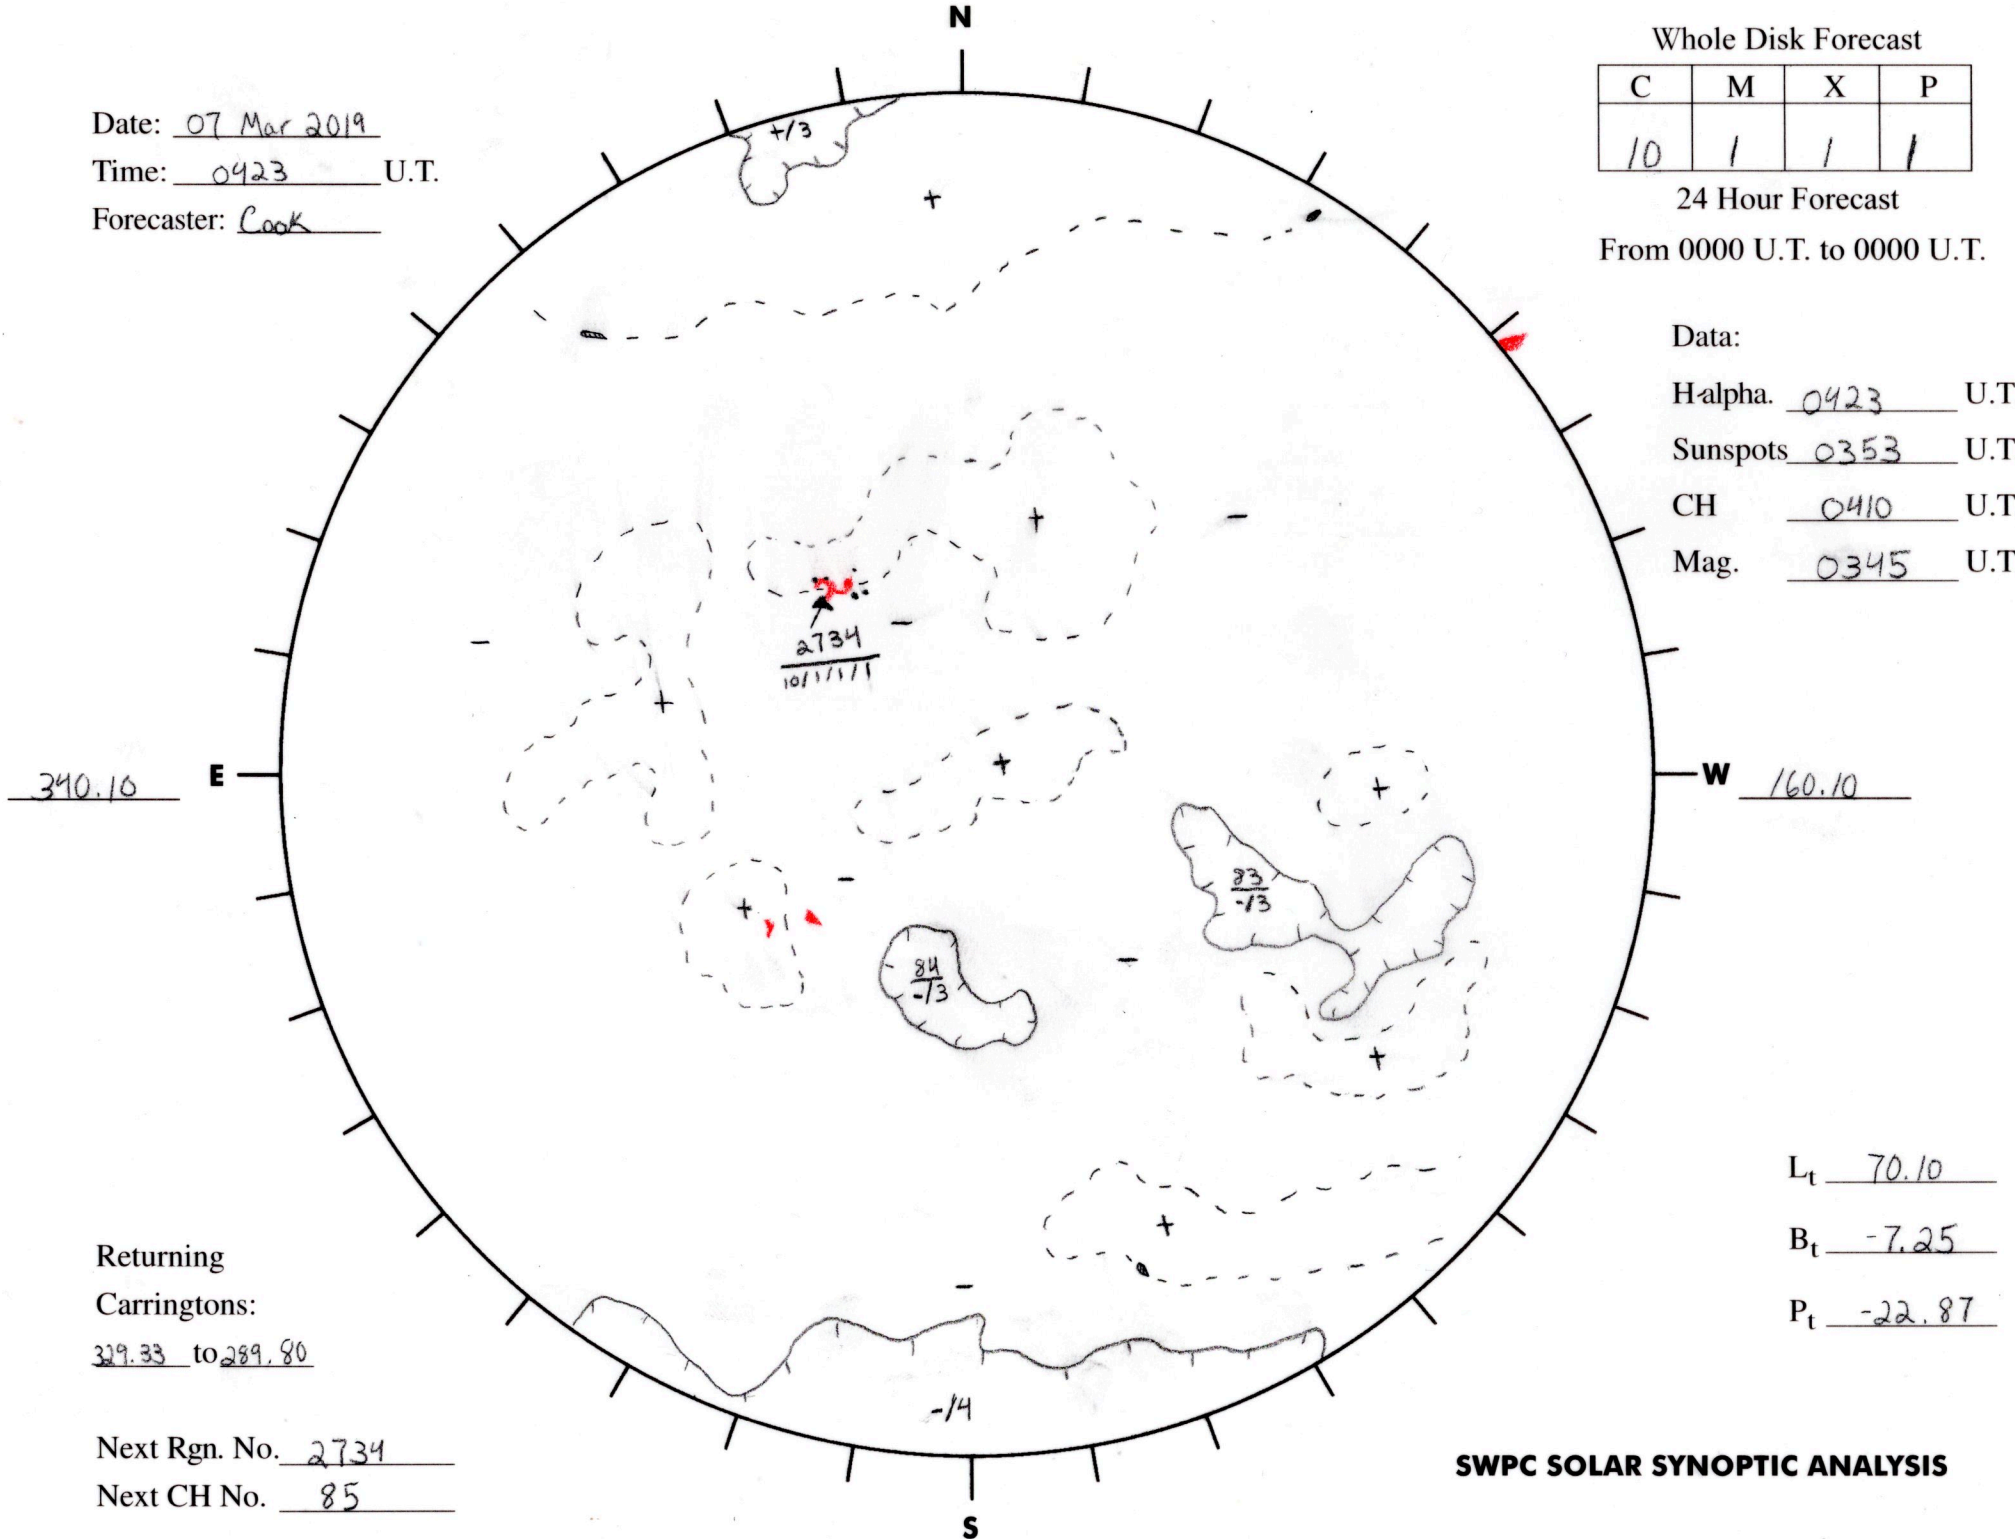 N
Whole Disk Forecast
C M X P
10 1 1 1
24 Hour Forecast
From 0000 U.T. to 0000 U.T.
Date: 07 Mar 2019
Time: 0423 U.T.
Forecaster: Cook
+/3
+
Data:
H-alpha. 0423 U.T
Sunspots 0353 U.T
CH 0410 U.T
Mag. 0345 U.T
+
-
-
-
2734
10/1/1/1
+
+
+
340.10 E
W 160.10
83
-/3
-
+
84
-/3
-
+
Lt 70.10
Bt -7.25
Pt -22.87
+
-
Returning
Carringtons:
329.33 to 289.80
-/4
Next Rgn. No. 2734
Next CH No. 85
SWPC SOLAR SYNOPTIC ANALYSIS
S